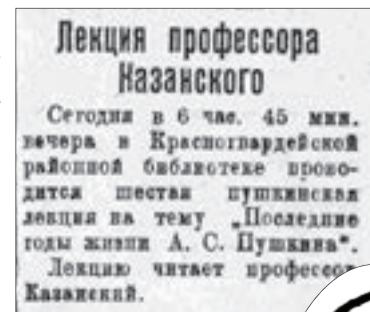 Лекция профессора
Казанского
Сегодня в 6 час. 45 мин.
вечера в Красногвардейской
районной библиотеке прово-
дится шестая пушкинская
лекция на тему „Последние
годы жизни А. С. Пушкина“.
Лекцию читает профессор
Казанский.